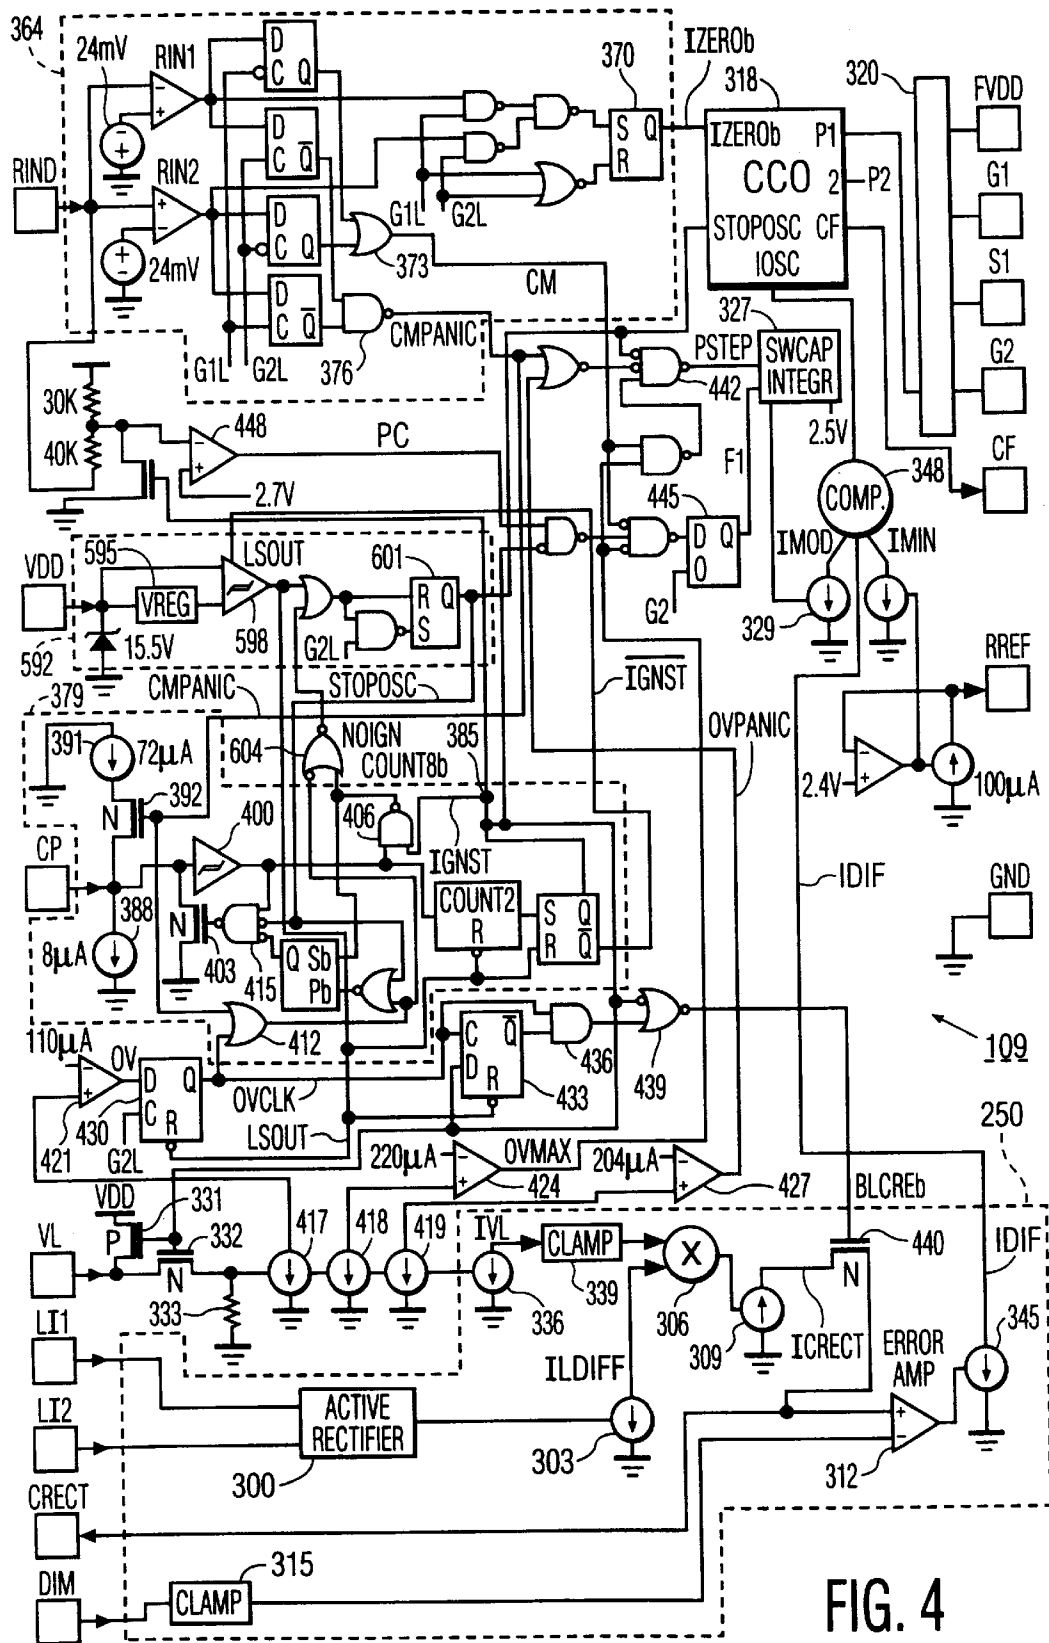 364
24mV
RIN1
D
C Q
IZEROb
370
318
320
FVDD
S Q
R
IZEROb
P1
CCO
2
P2
STOPOSC
CF
IOSC
G1
D
C Q̅
RIND
RIN2
G1L
G2L
D
C Q
373
24mV
CM
S1
D
C Q̅
327
CMPANIC
PSTEP
SWCAP
INTEGR
G1L
G2L
376
442
G2
30K
2.5V
40K
448
PC
F1
348
CF
2.7V
445
COMP.
D Q
O
LSOUT
595
601
IMOD
IMIN
VDD
VREG
R Q
S
598
G2
329
15.5V
G2L
592
RREF
CMPANIC
STOPOSC
I̅G̅N̅S̅T̅
379
OVPANIC
391
72μA
604
NOIGN
COUNT8b
385
2.4V
100μA
392
N
400
406
IGNST
CP
GND
IDIF
388
COUNT2
R
S Q
R Q̅
N
8μA
403
415
Q Sb
Pb
110μA
OV
412
C Q̅
D
R
436
439
109
D Q
C
R
OVCLK
433
421
430
G2L
LSOUT
220μA
OVMAX
204μA
250
424
427
BLCREb
VDD
331
417
418
419
IVL
CLAMP
440
IDIF
VL
P
332
N
X
N
333
336
339
306
309
ICRECT
345
LI1
ERROR
AMP
ILDIFF
LI2
ACTIVE
RECTIFIER
300
303
312
CRECT
315
DIM
CLAMP
FIG. 4